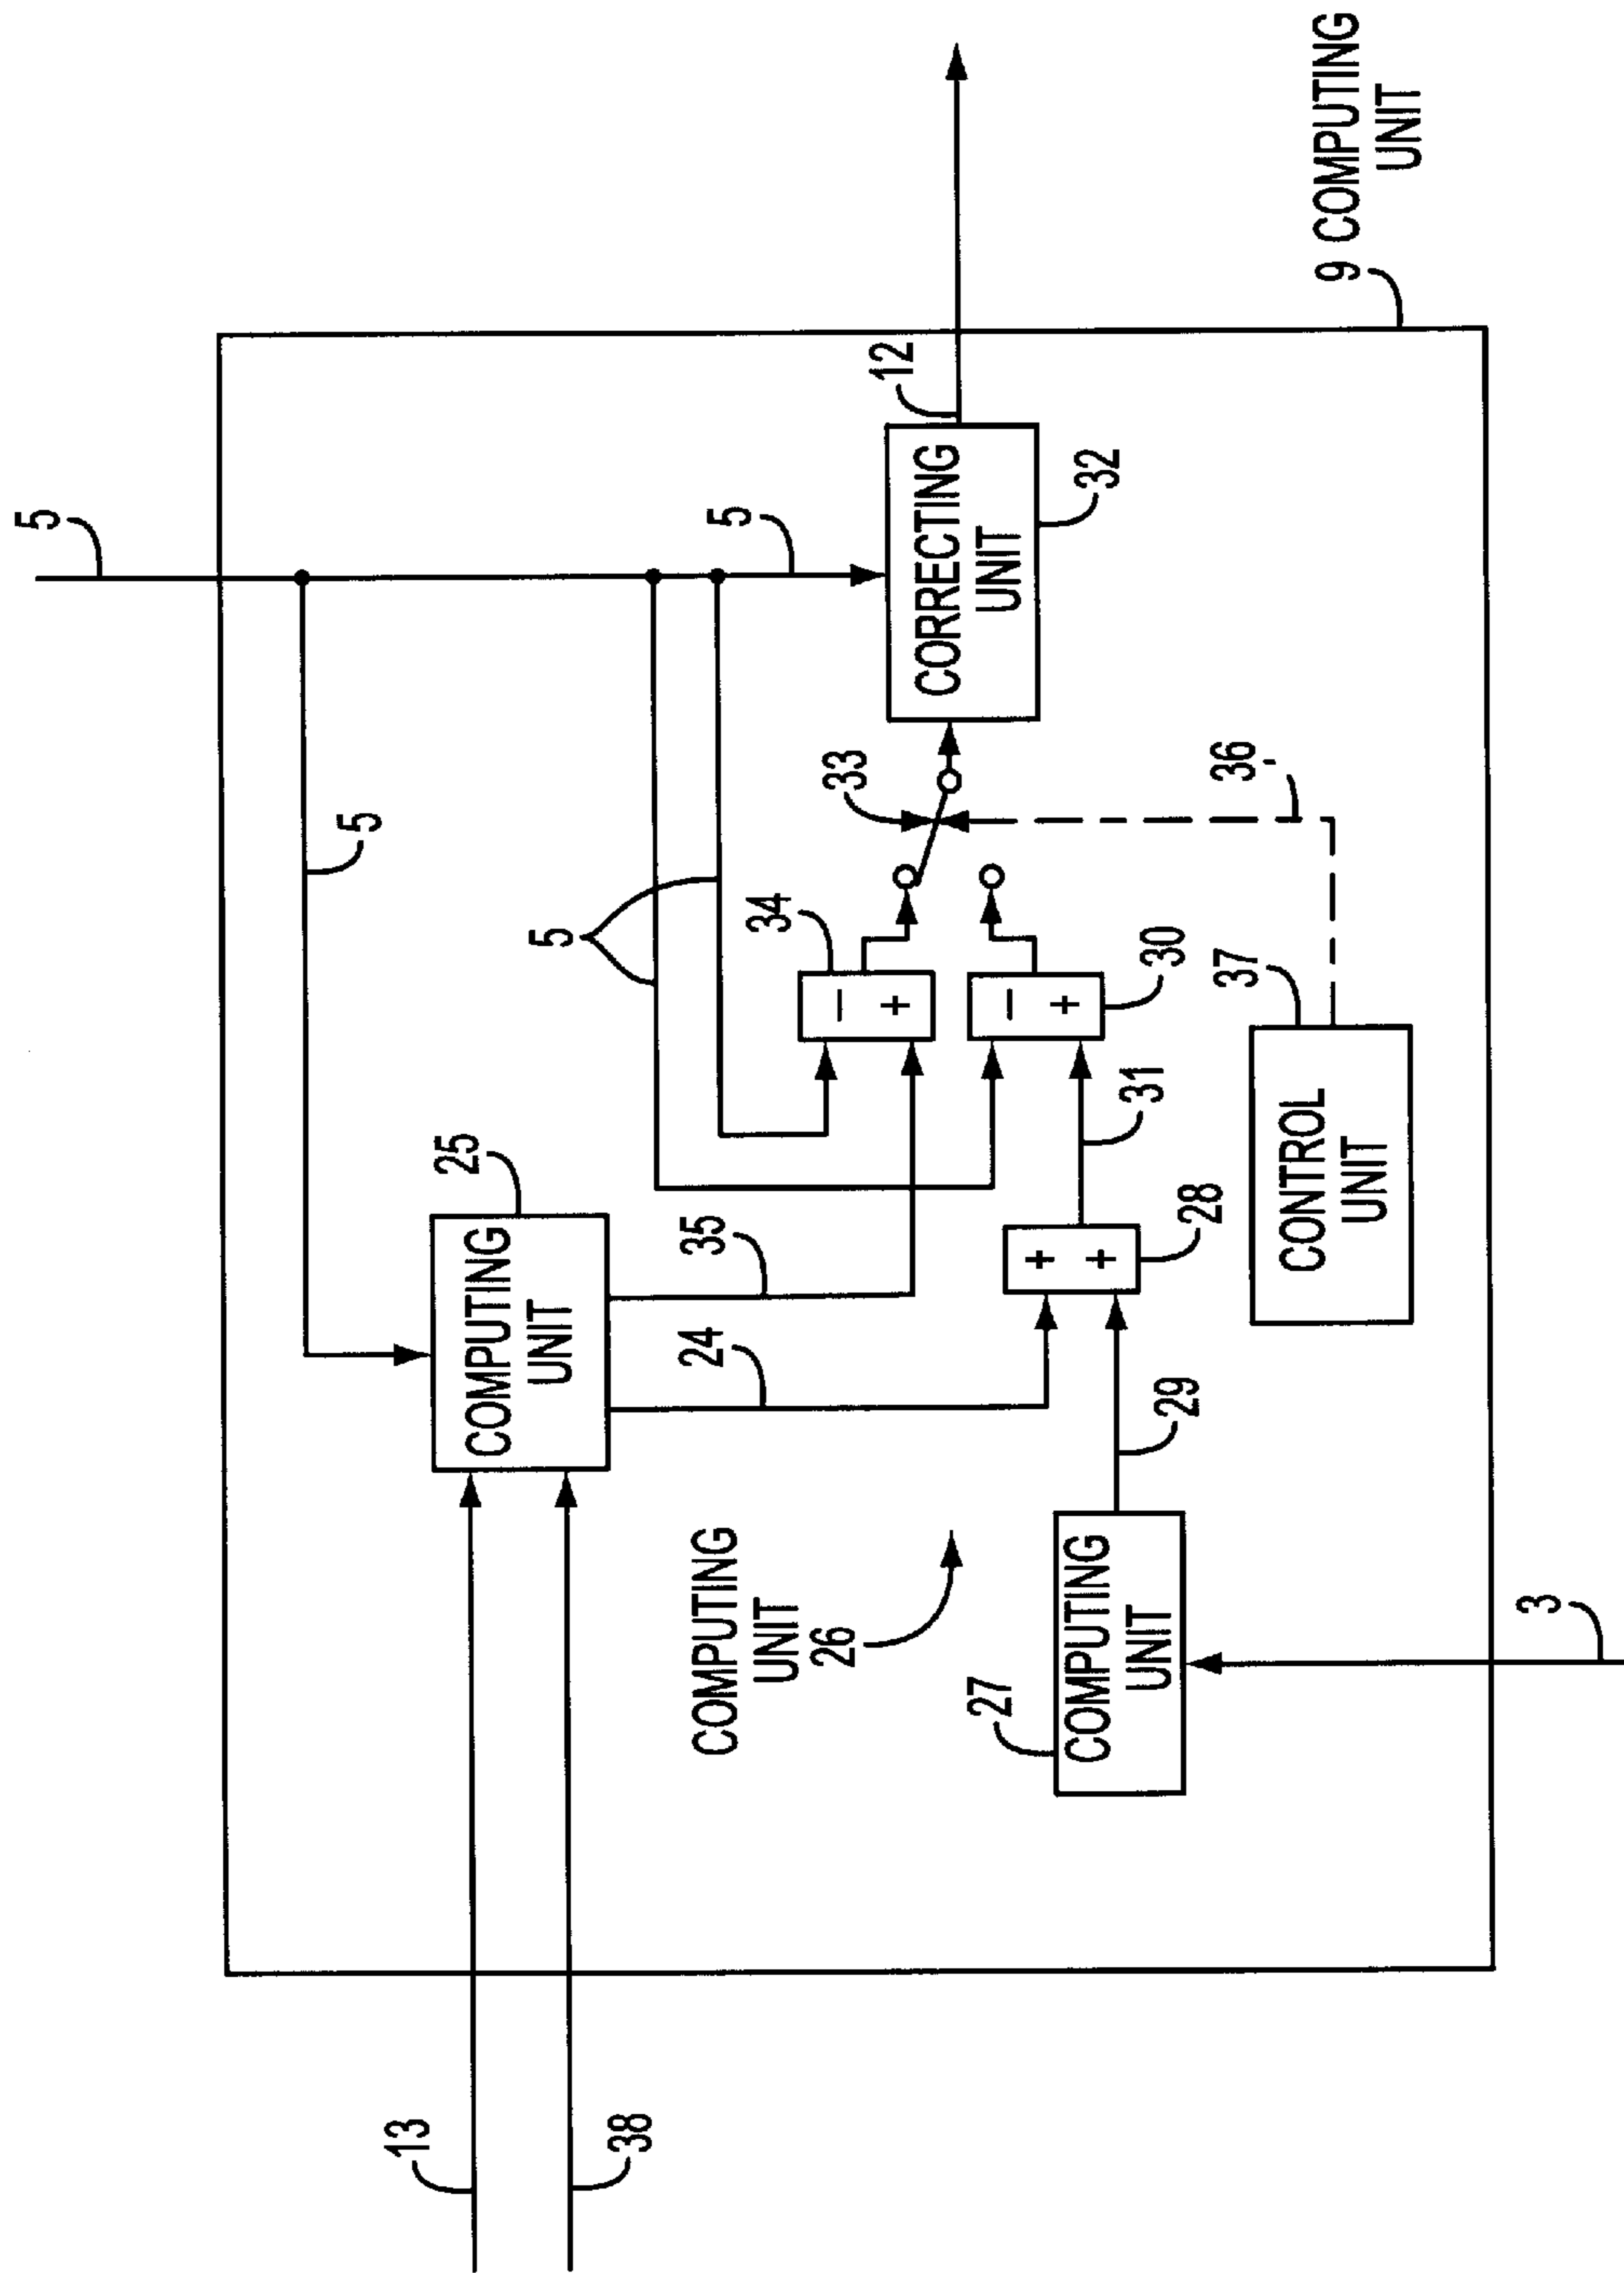 5
5
13
25
COMPUTING
UNIT
5
38
24
35
5
COMPUTING
UNIT
26
34
−
+
33
12
CORRECTING
UNIT
32
27
COMPUTING
UNIT
29
+
+
28
31
−
+
30
37
36
CONTROL
UNIT
9 COMPUTING
UNIT
3